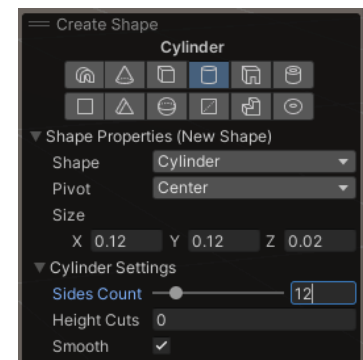 Create Shape
Cylinder
Shape Properties (New Shape)
Shape Cylinder
Pivot Center
Size
X 0.12 Y 0.12 Z 0.02
Cylinder Settings
Sides Count 12
Height Cuts 0
Smooth